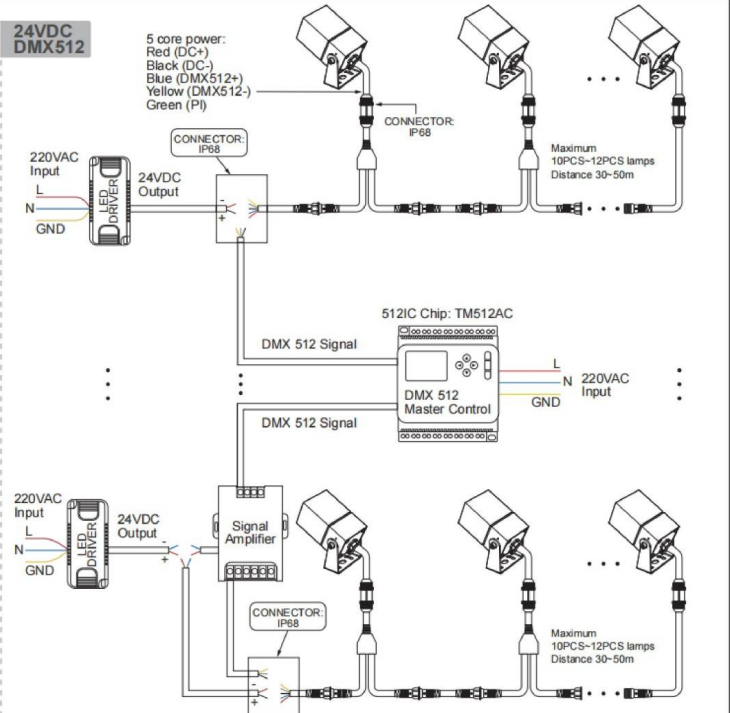 24VDC
DMX512
5 core power:
Red (DC+)
Black (DC-)
Blue (DMX512+)
Yellow (DMX512-)
Green (PI)
CONNECTOR:
IP68
CONNECTOR:
IP68
220VAC
Input
L
N
GND
LED
DRIVER
24VDC
Output
-
+
Maximum
10PCS~12PCS lamps
Distance 30~50m
512IC Chip: TM512AC
DMX 512 Signal
DMX 512
Master Control
L
N
GND
220VAC
Input
DMX 512 Signal
220VAC
Input
L
N
GND
LED
DRIVER
24VDC
Output
-
+
Signal
Amplifier
CONNECTOR:
IP68
-
+
Maximum
10PCS~12PCS lamps
Distance 30~50m